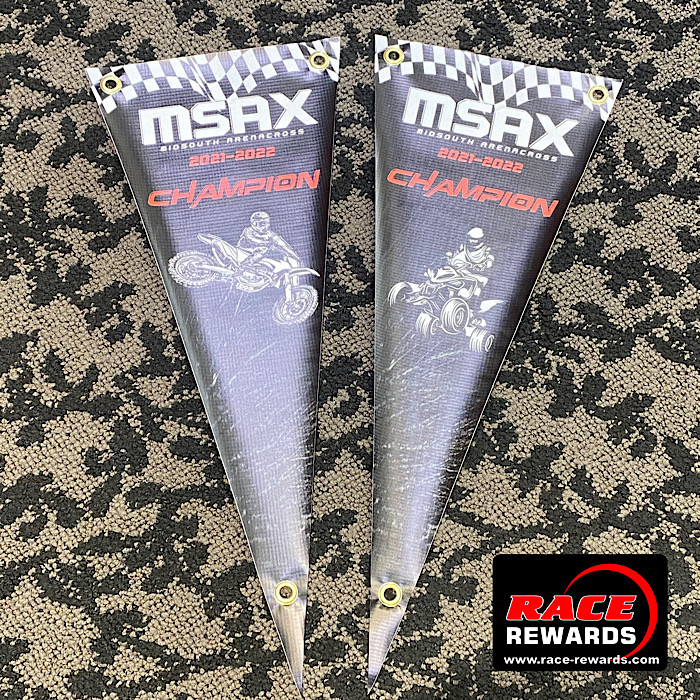 MSAX
MIDSOUTH ARENACROSS
2021-2022
CHAMPION
MSAX
MIDSOUTH ARENACROSS
2021-2022
CHAMPION
RACE
REWARDS
www.race-rewards.com